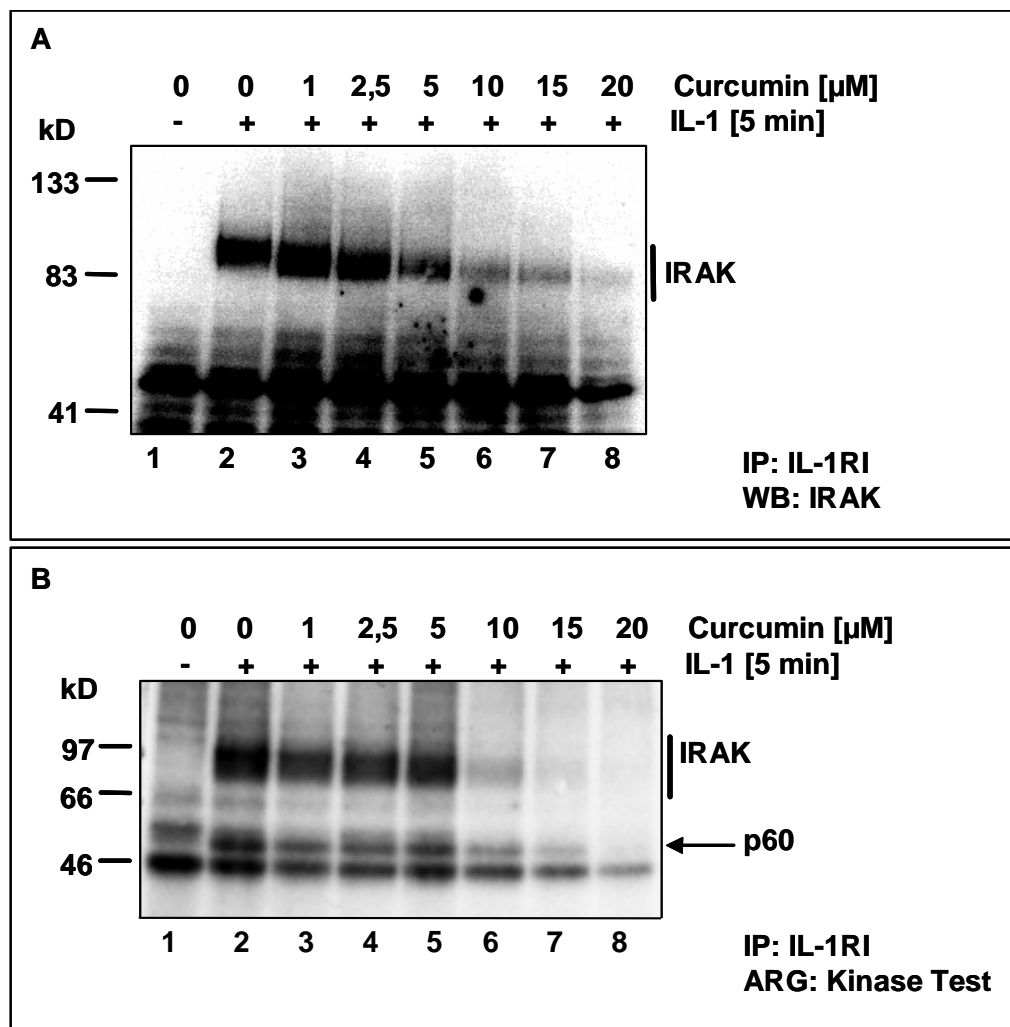 A
0 0 1 2,5 5 10 15 20 Curcumin [µM]
kD - + + + + + + + IL-1 [5 min]
133
83 IRAK
41
1 2 3 4 5 6 7 8
IP: IL-1RI
WB: IRAK
B
0 0 1 2,5 5 10 15 20 Curcumin [µM]
- + + + + + + + IL-1 [5 min]
kD
97 IRAK
66
p60
46
1 2 3 4 5 6 7 8
IP: IL-1RI
ARG: Kinase Test